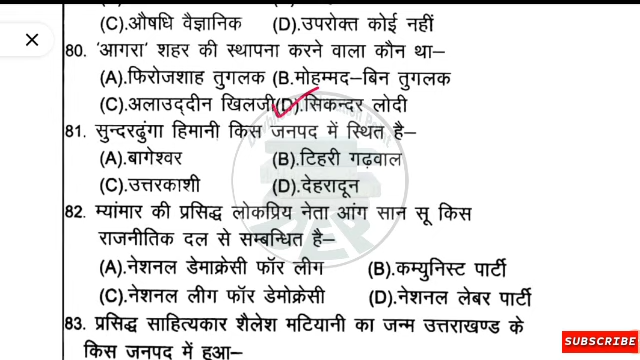 (C).औषधि वैज्ञानिक (D).उपरोक्त कोई नहीं
80. 'आगरा' शहर की स्थापना करने वाला कौन था–
(A).फिरोजशाह तुगलक (B.मोहम्मद–बिन तुगलक
(C).अलाउद्दीन खिलजी (D).सिकन्दर लोदी
81. सुन्दरढुंगा हिमानी किस जनपद में स्थित है–
(A).बागेश्वर (B).टिहरी गढ़वाल
(C).उत्तरकाशी (D).देहरादून
82. म्यांमार की प्रसिद्ध लोकप्रिय नेता आंग सान सू किस
राजनीतिक दल से सम्बन्धित है–
(A).नेशनल डेमाक्रेसी फॉर लीग (B).कम्युनिस्ट पार्टी
(C).नेशनल लीग फॉर डेमोक्रेसी (D).नेशनल लेबर पार्टी
83. प्रसिद्ध साहित्यकार शैलेश मटियानी का जन्म उत्तराखण्ड के
किस जनपद में हुआ–
SUBSCRIBE